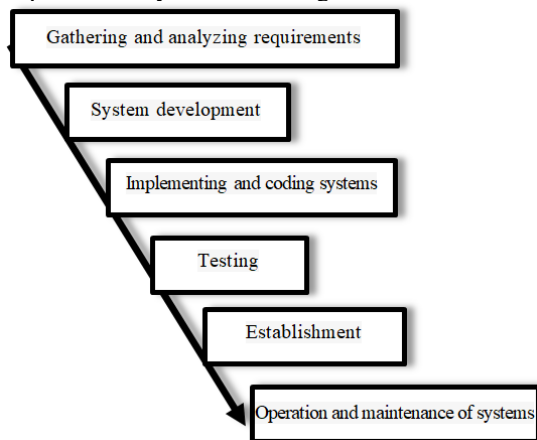 Gathering and analyzing requirements
System development
Implementing and coding systems
Testing
Establishment
Operation and maintenance of systems